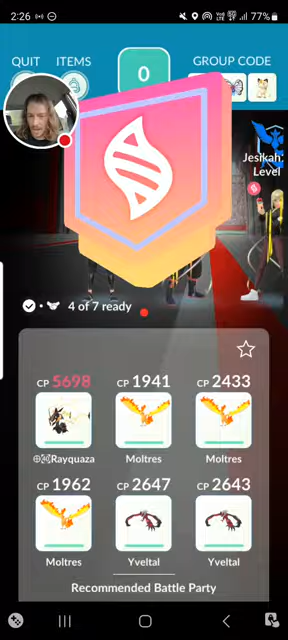 2:26
77%
QUIT
ITEMS
0
GROUP CODE
Jesikah
Level
4 of 7 ready
CP 5698
CP 1941
CP 2433
Rayquaza
Moltres
Moltres
CP 1962
CP 2647
CP 2643
Moltres
Yveltal
Yveltal
Recommended Battle Party